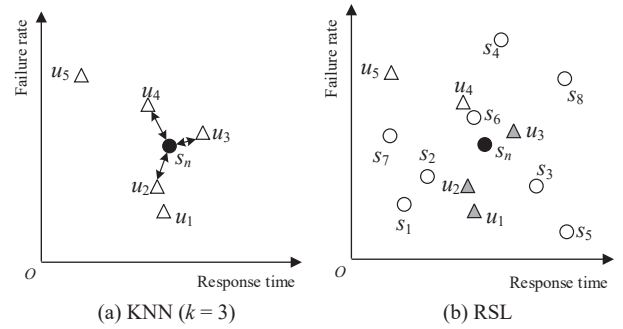 Failure rate
u5
u4
u3
sn
u2
u1
O
Response time
(a) KNN (k = 3)
Failure rate
s4
u5
s8
u4
s6
u3
s7
sn
s2
u2
s3
s1
u1
s5
O
Response time
(b) RSL